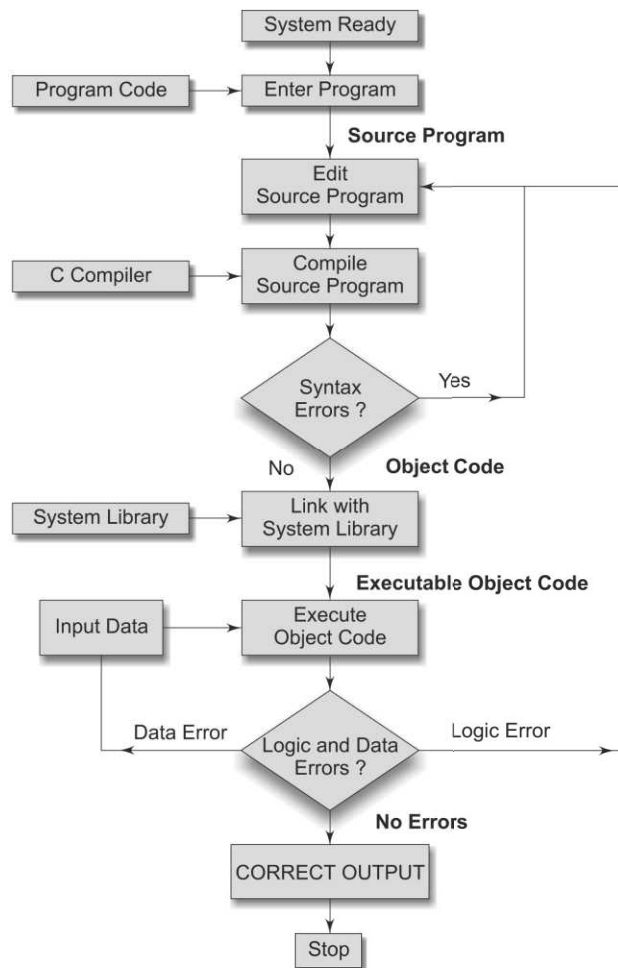 System Ready
Program Code
Enter Program
Source Program
Edit
Source Program
C Compiler
Compile
Source Program
Syntax
Errors ?
Yes
No
Object Code
System Library
Link with
System Library
Executable Object Code
Input Data
Execute
Object Code
Data Error
Logic and Data
Errors ?
Logic Error
No Errors
CORRECT OUTPUT
Stop